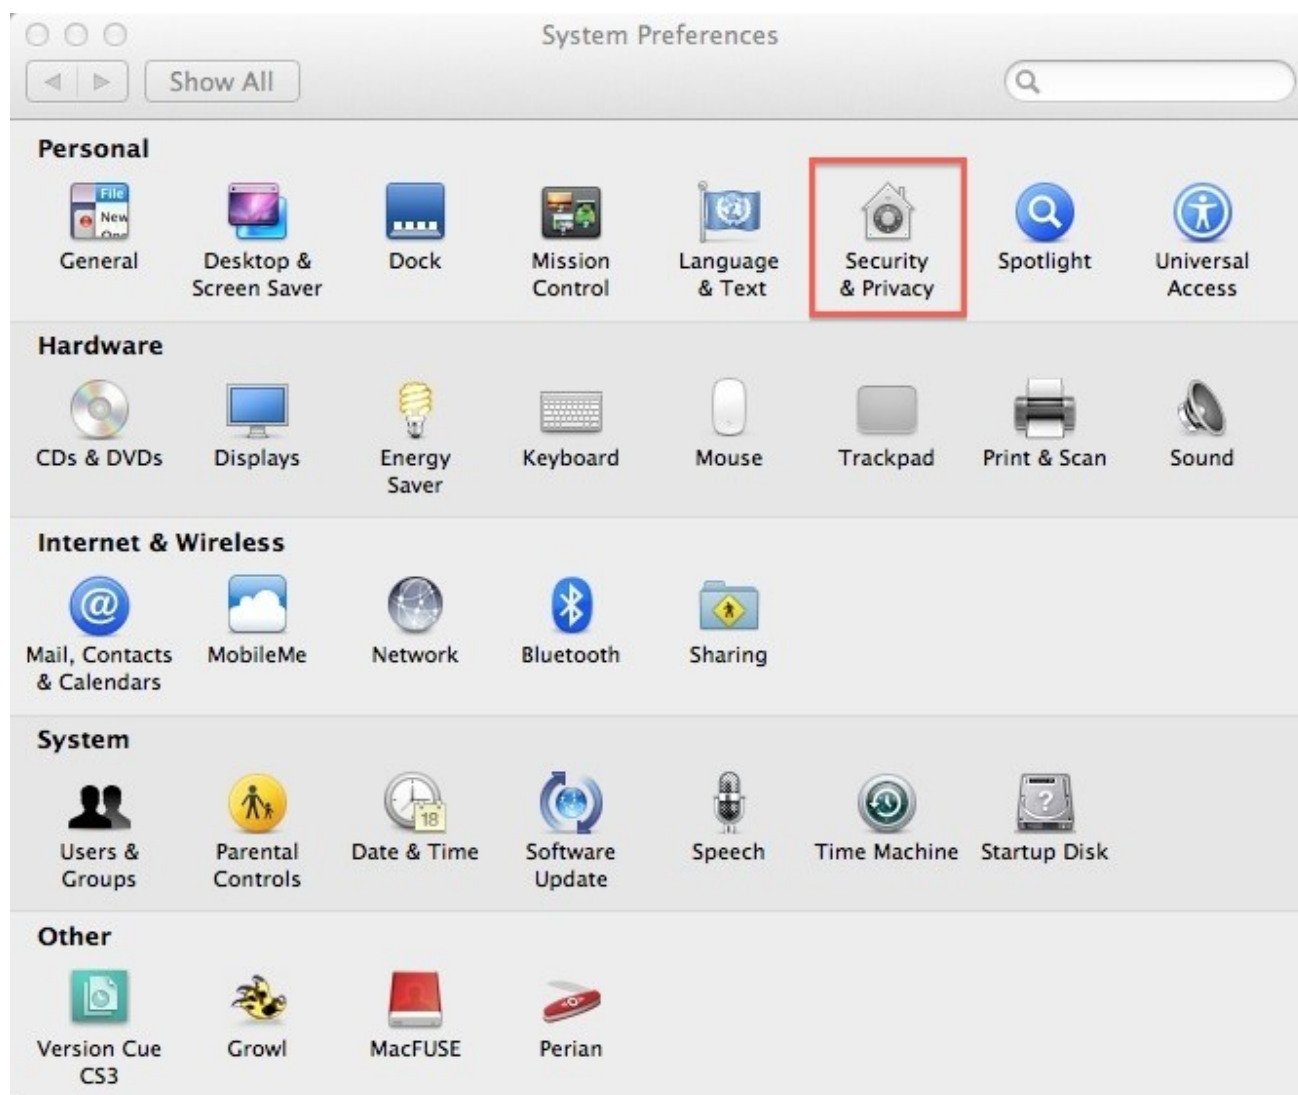 System Preferences
Show All
Personal
File
New
General
Desktop &
Screen Saver
Dock
Mission
Control
Language
& Text
Security
& Privacy
Spotlight
Universal
Access
Hardware
CDs & DVDs
Displays
Energy
Saver
Keyboard
Mouse
Trackpad
Print & Scan
Sound
Internet & Wireless
@
Mail, Contacts
& Calendars
MobileMe
Network
Bluetooth
Sharing
System
Users &
Groups
Parental
Controls
18
Date & Time
Software
Update
Speech
Time Machine
?
Startup Disk
Other
Version Cue
CS3
Growl
MacFUSE
Perian